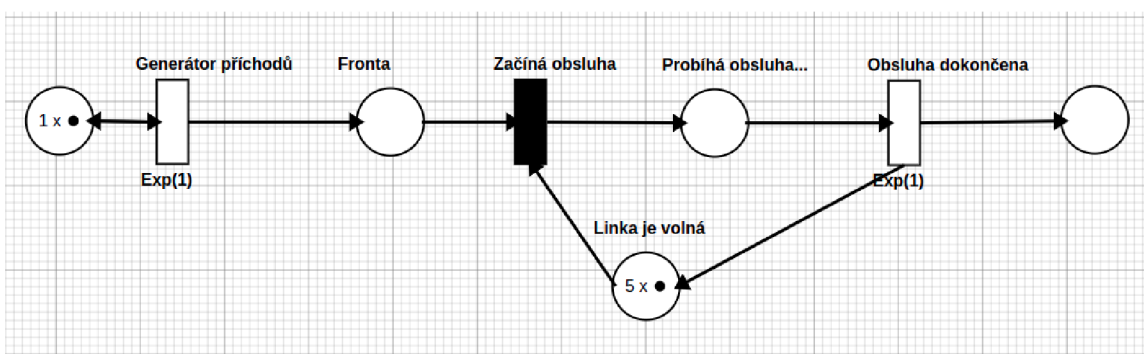 Generátor příchodů
Fronta
Začíná obsluha
Probíhá obsluha...
Obsluha dokončena
1 x
Exp(1)
Exp(1)
Linka je volná
5 x